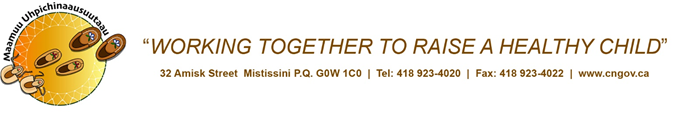 Maamuu Uhpichinaausuutaau
“WORKING TOGETHER TO RAISE A HEALTHY CHILD”
32 Amisk Street Mistissini P.Q. G0W 1C0 | Tel: 418 923-4020 | Fax: 418 923-4022 | www.cngov.ca